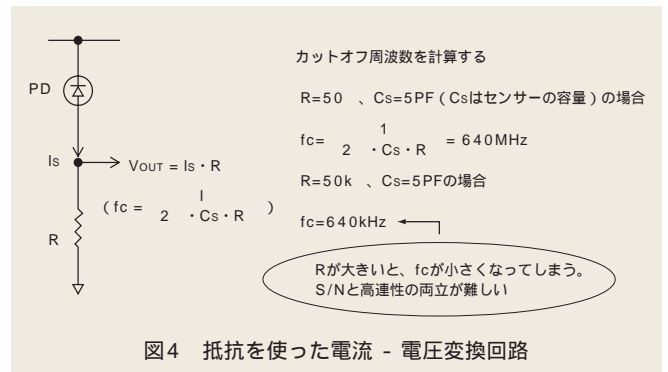 カットオフ周波数を計算する
PD
R=50 、Cs=5PF(Csはセンサーの容量)の場合
1
fc= = 640MHz
2 ・Cs・R
Is
VOUT = Is・R
R=50k 、Cs=5PFの場合
I
(fc = )
2 ・Cs・R
fc=640kHz
R
Rが大きいと、fcが小さくなってしまう。
S/Nと高連性の両立が難しい
図4 抵抗を使った電流 - 電圧変換回路